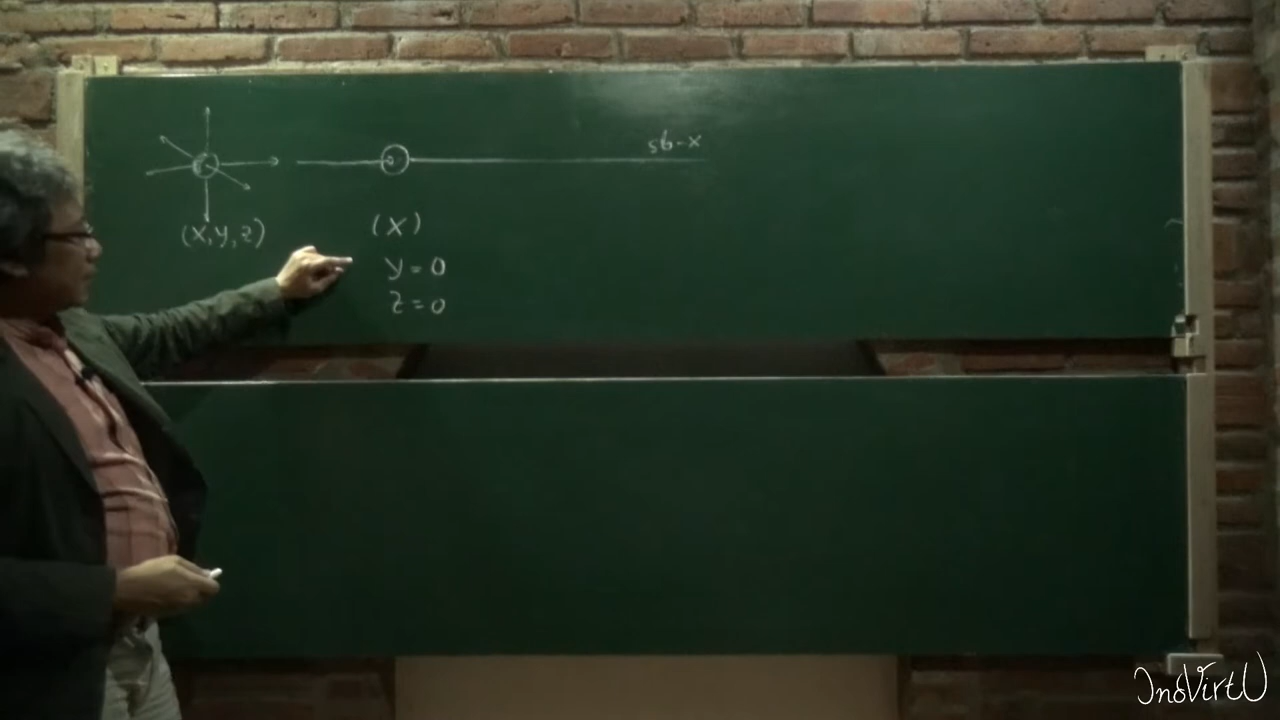 sb-x
(x,y,z)
(x)
y=0
z=0
InoVirtU